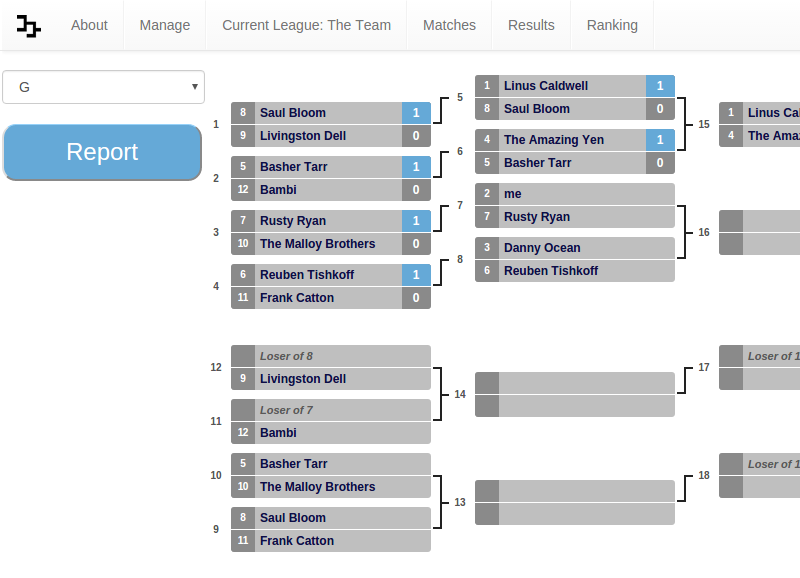 About Manage Current League: The Team Matches Results Ranking
G
Report
1
8 Saul Bloom 1
9 Livingston Dell 0
2
5 Basher Tarr 1
12 Bambi 0
3
7 Rusty Ryan 1
10 The Malloy Brothers 0
4
6 Reuben Tishkoff 1
11 Frank Catton 0
5
1 Linus Caldwell 1
8 Saul Bloom 0
6
4 The Amazing Yen 1
5 Basher Tarr 0
7
2 me
7 Rusty Ryan
8
3 Danny Ocean
6 Reuben Tishkoff
15
1 Linus Cal
4 The Amaz
16
12
Loser of 8
9 Livingston Dell
11
Loser of 7
12 Bambi
10
5 Basher Tarr
10 The Malloy Brothers
9
8 Saul Bloom
11 Frank Catton
14
13
17
Loser of 1
18
Loser of 1